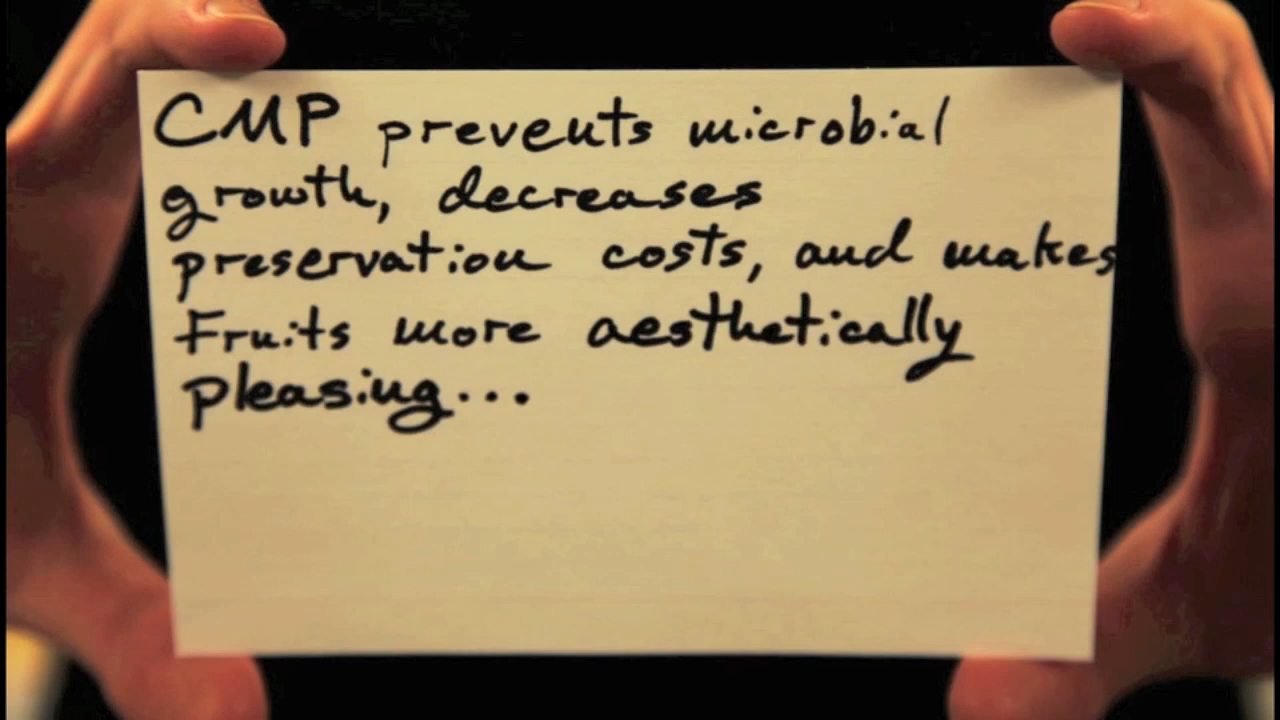 CMP prevents microbial
growth, decreases
preservation costs, and makes
Fruits more aesthetically
pleasing...